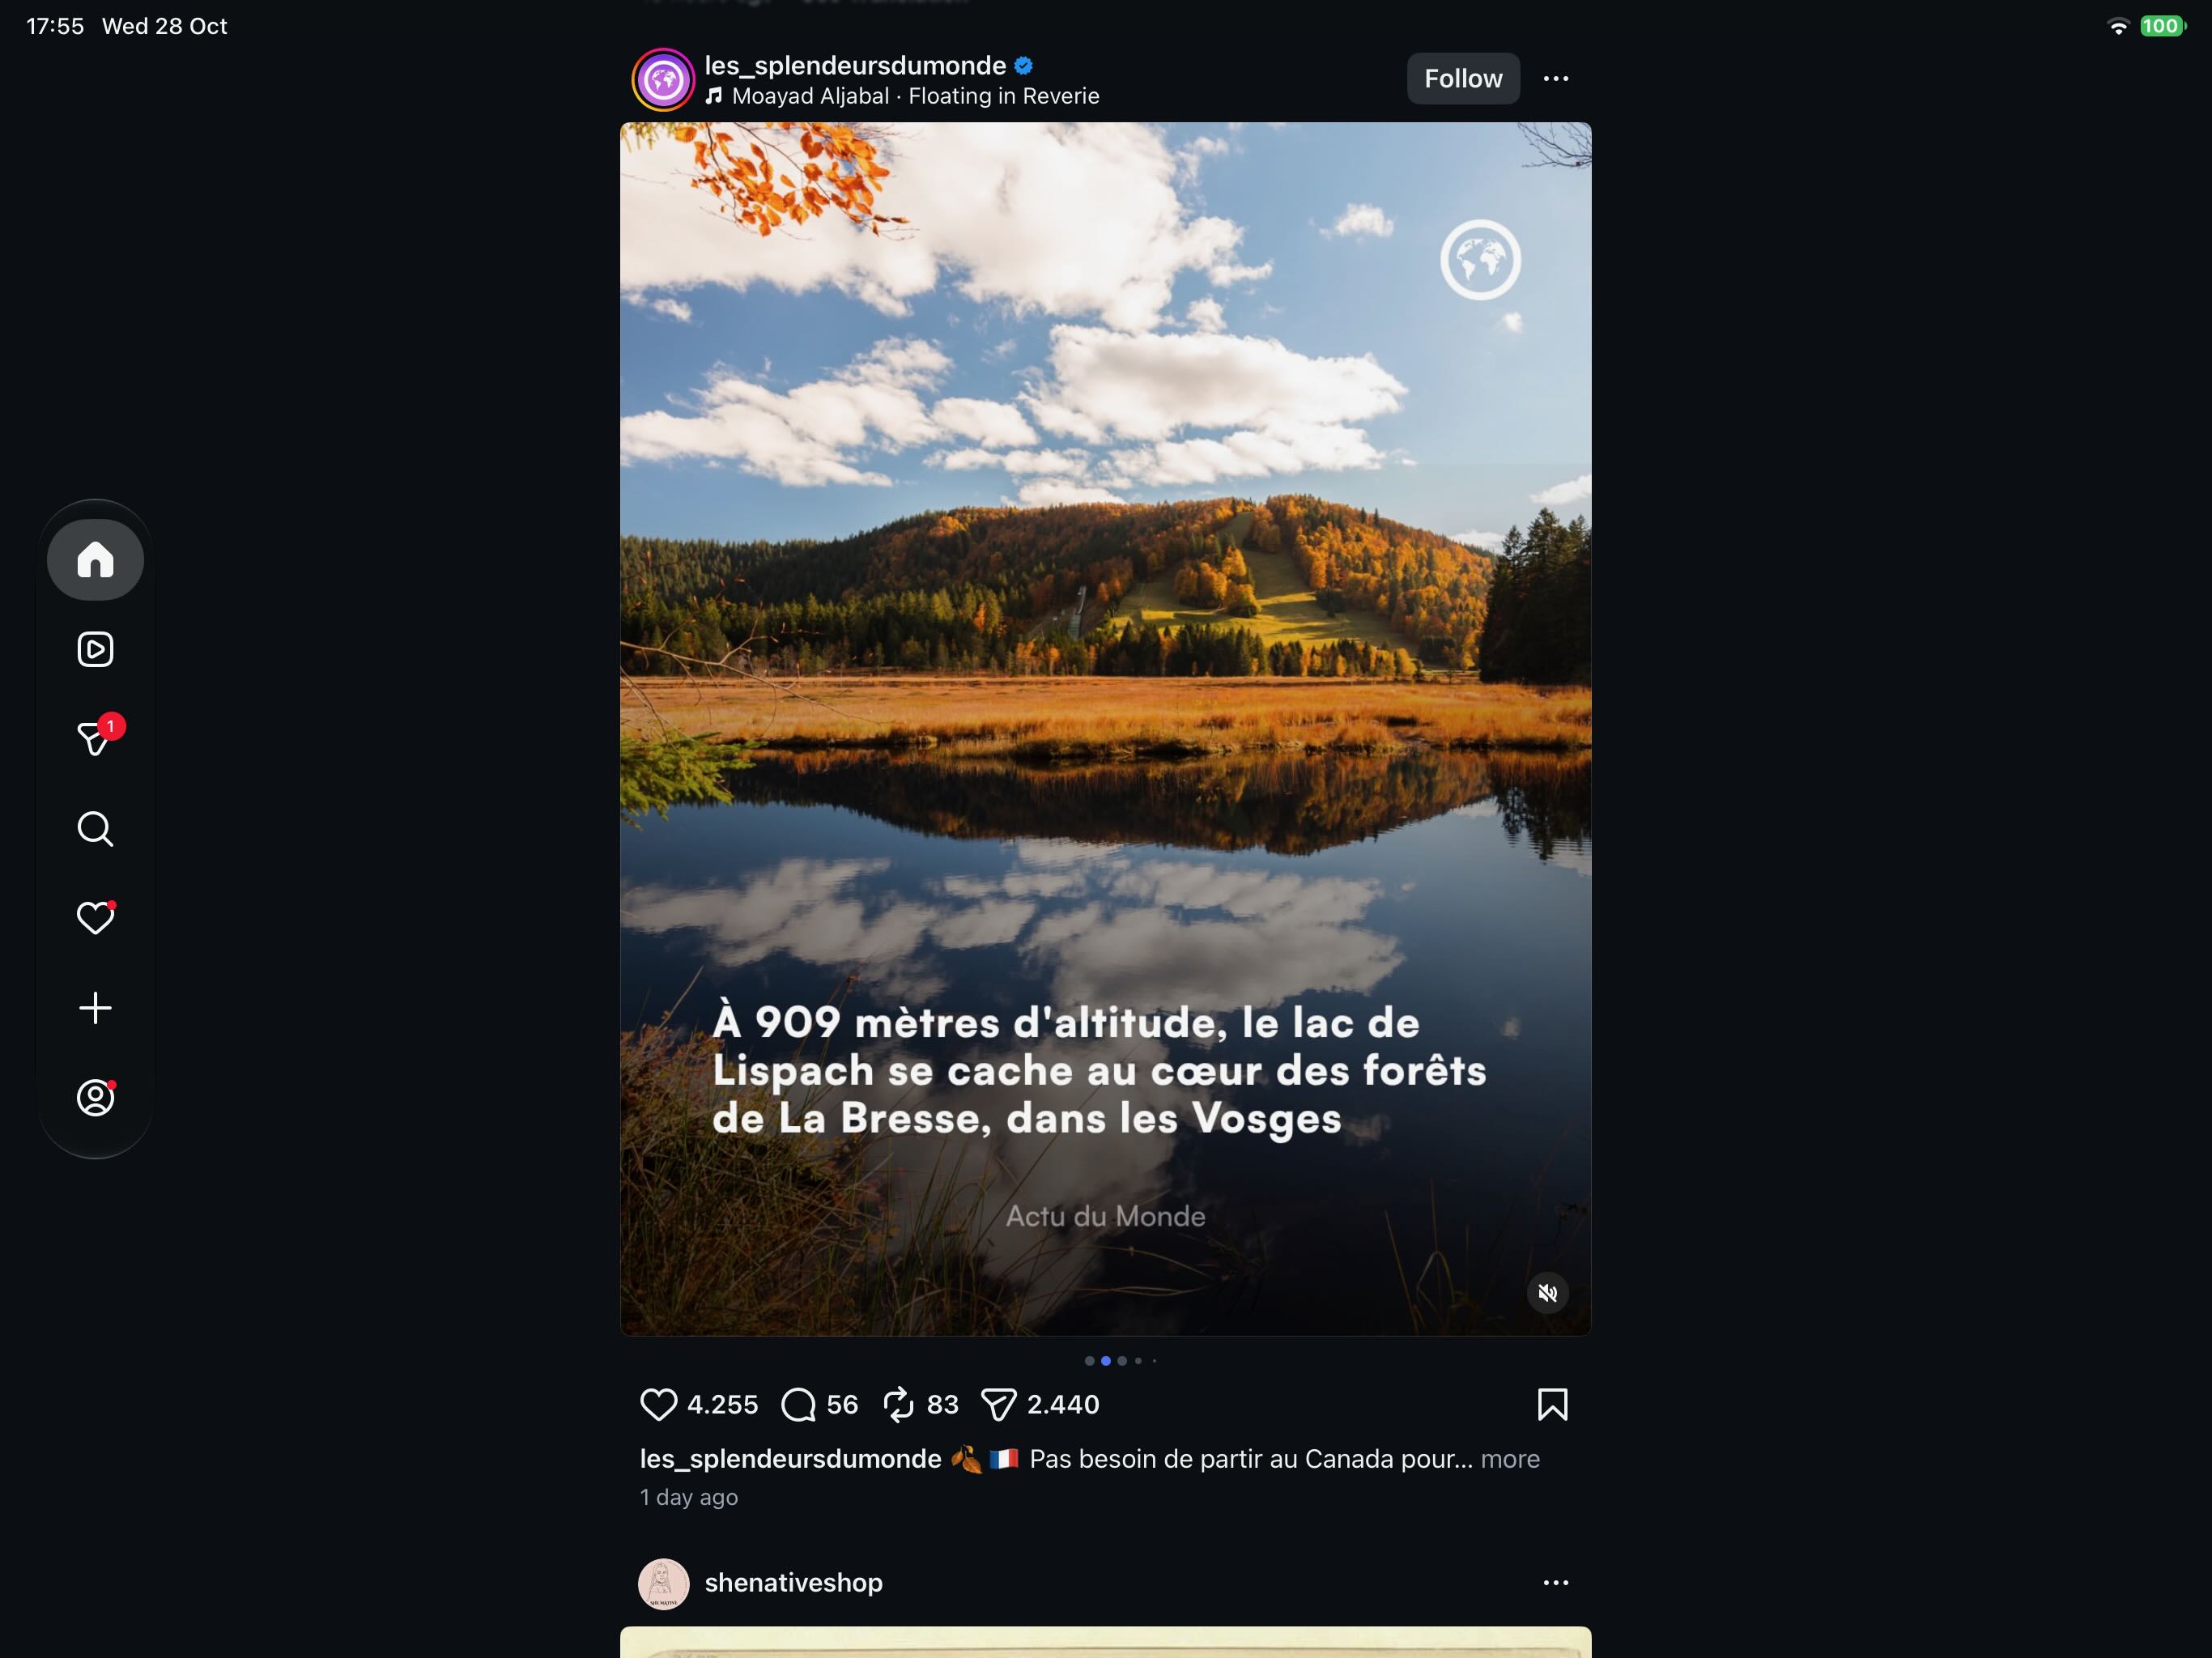 17:55 Wed 28 Oct
100
les_splendeursdumonde
Moayad Aljabal · Floating in Reverie
Follow
1
À 909 mètres d'altitude, le lac de
Lispach se cache au cœur des forêts
de La Bresse, dans les Vosges
Actu du Monde
4.255 56 83 2.440
les_splendeursdumonde 🍂 🇫🇷 Pas besoin de partir au Canada pour... more
1 day ago
shenativeshop